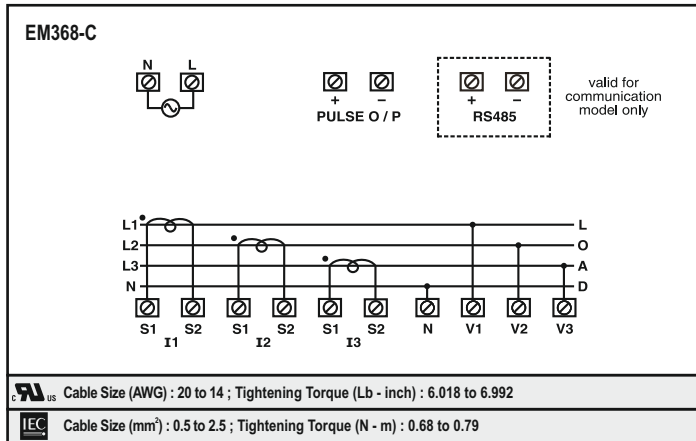 EM368-C
N L
+ − + −
PULSE O / P RS485
valid for
communication
model only
L1 L
L2 O
L3 A
N D
S1 S2 S1 S2 S1 S2 N V1 V2 V3
I1 I2 I3
c RU us Cable Size (AWG) : 20 to 14 ; Tightening Torque (Lb - inch) : 6.018 to 6.992
IEC Cable Size (mm²) : 0.5 to 2.5 ; Tightening Torque (N - m) : 0.68 to 0.79